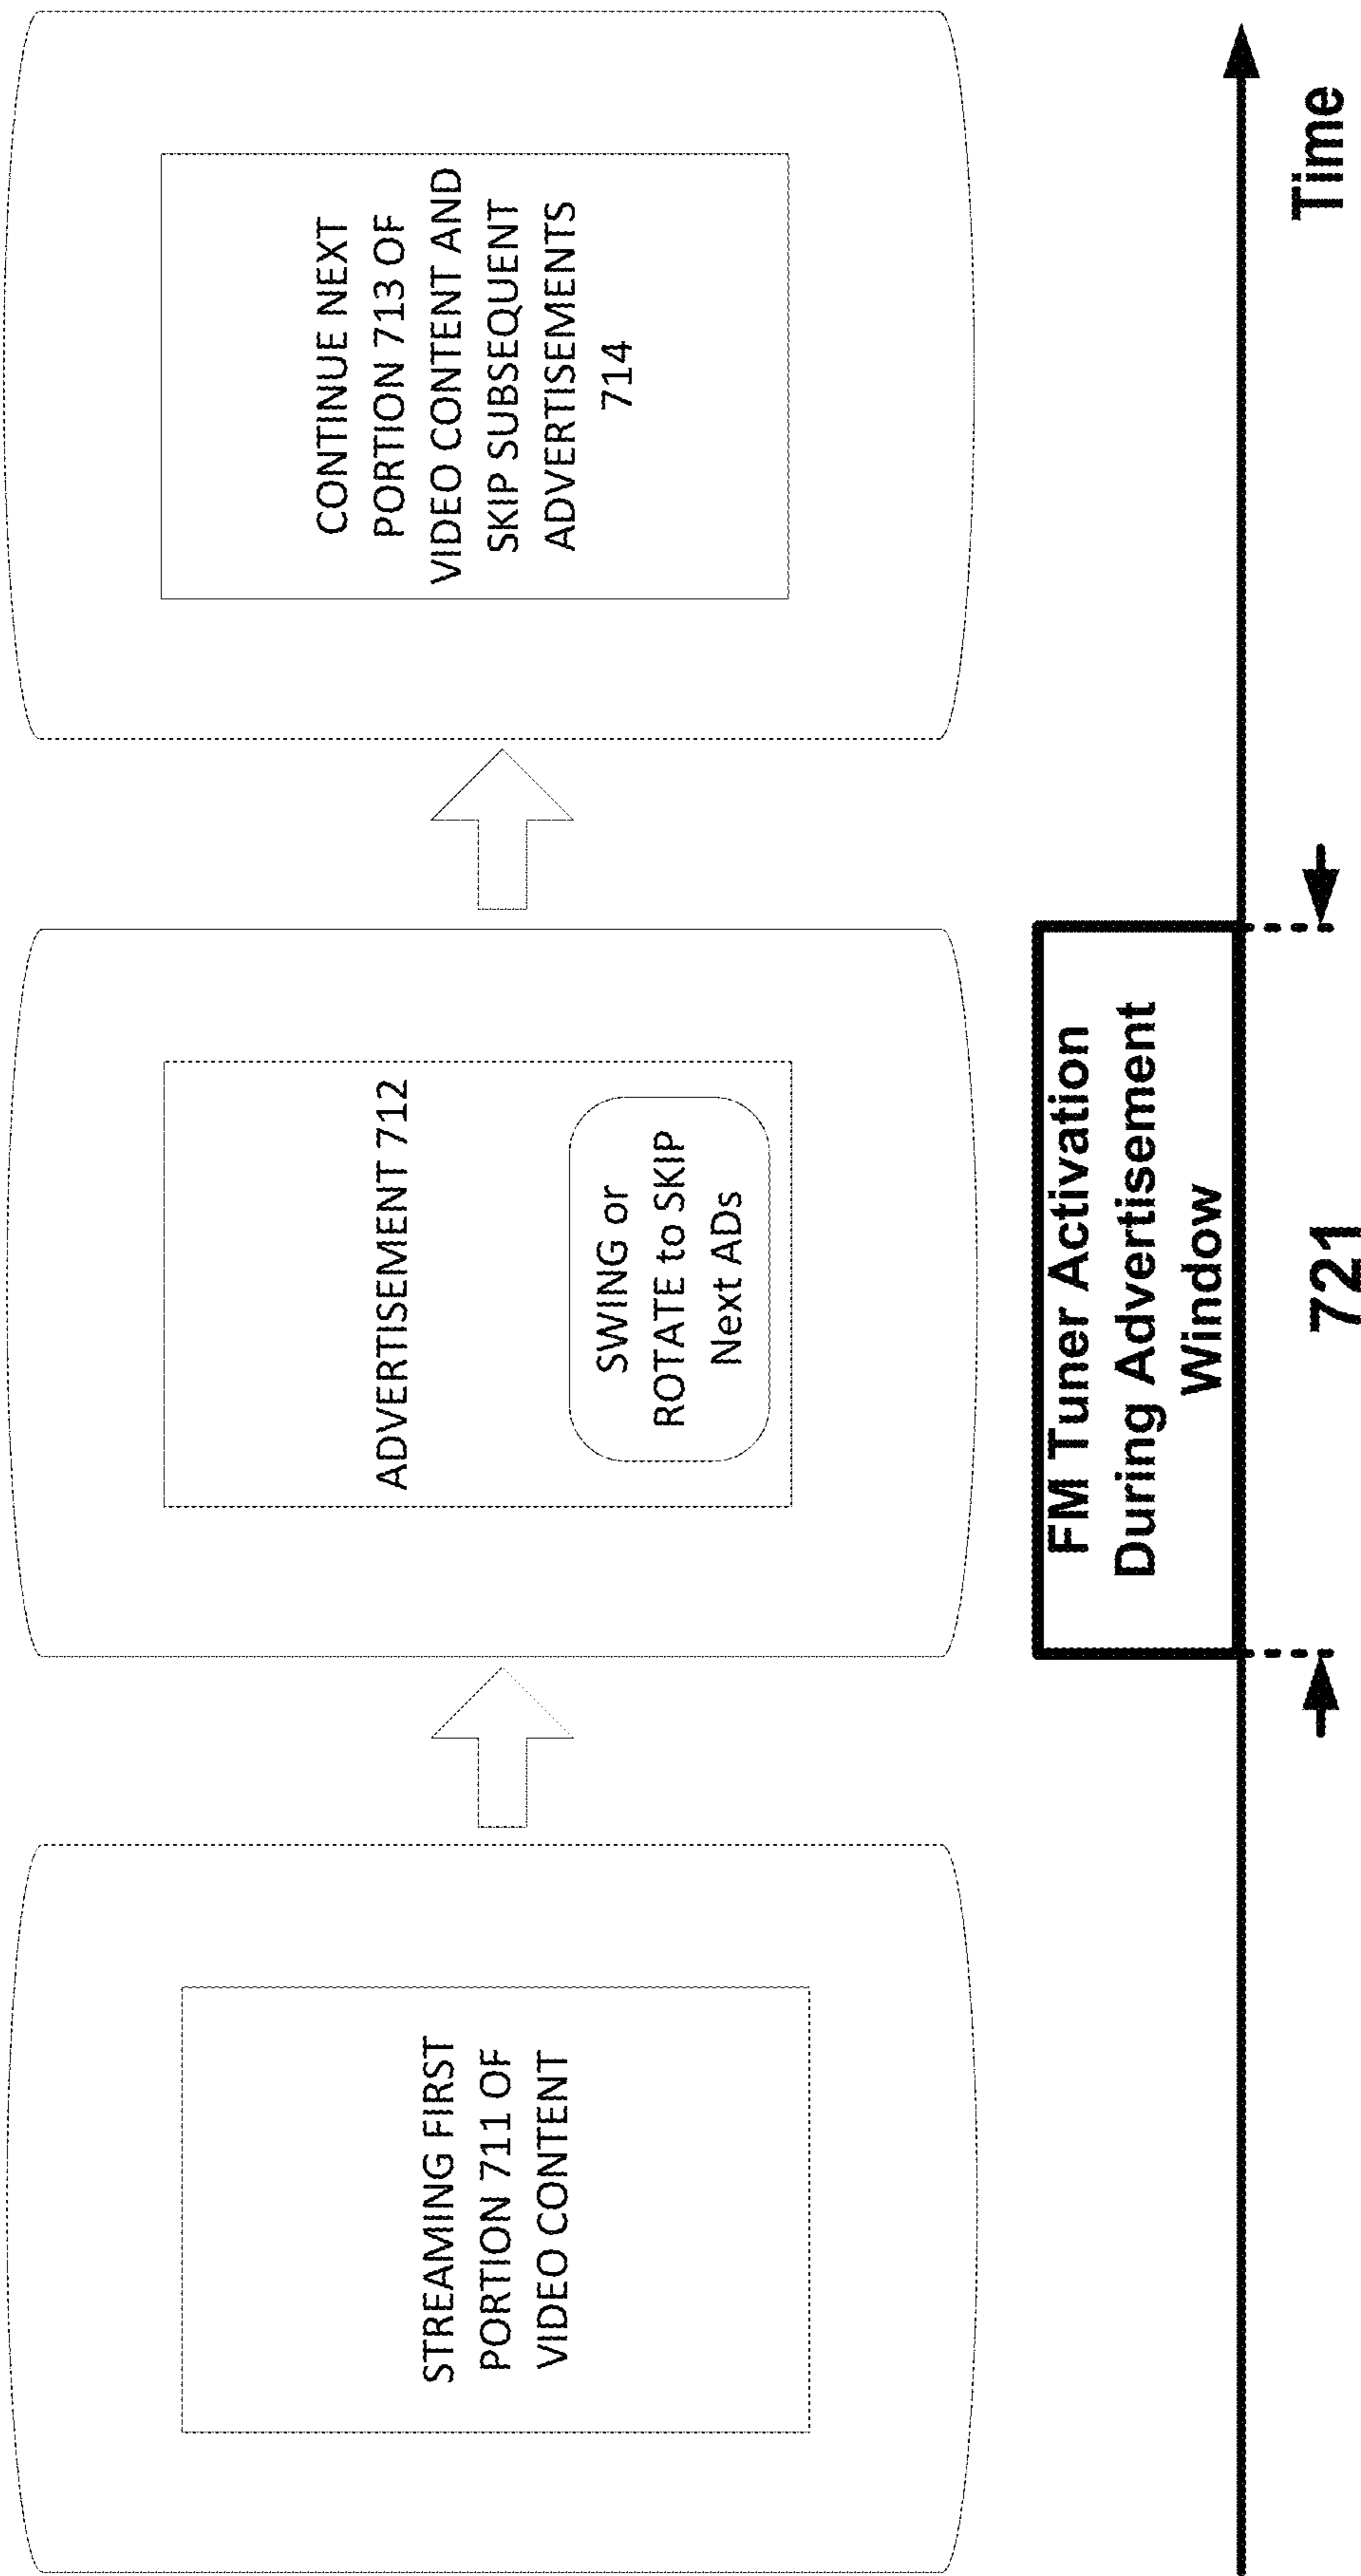 STREAMING FIRST
PORTION 711 OF
VIDEO CONTENT
ADVERTISEMENT 712
SWING or
ROTATE to SKIP
Next ADs
CONTINUE NEXT
PORTION 713 OF
VIDEO CONTENT AND
SKIP SUBSEQUENT
ADVERTISEMENTS
714
FM Tuner Activation
During Advertisement
Window
Time
721